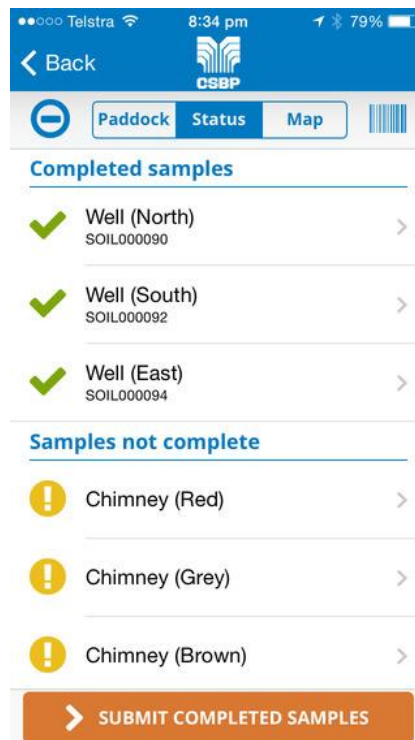 Telstra 8:34 pm 79%
Back
CSBP
Paddock Status Map
Completed samples
Well (North)
SOIL000090
Well (South)
SOIL000092
Well (East)
SOIL000094
Samples not complete
Chimney (Red)
Chimney (Grey)
Chimney (Brown)
SUBMIT COMPLETED SAMPLES